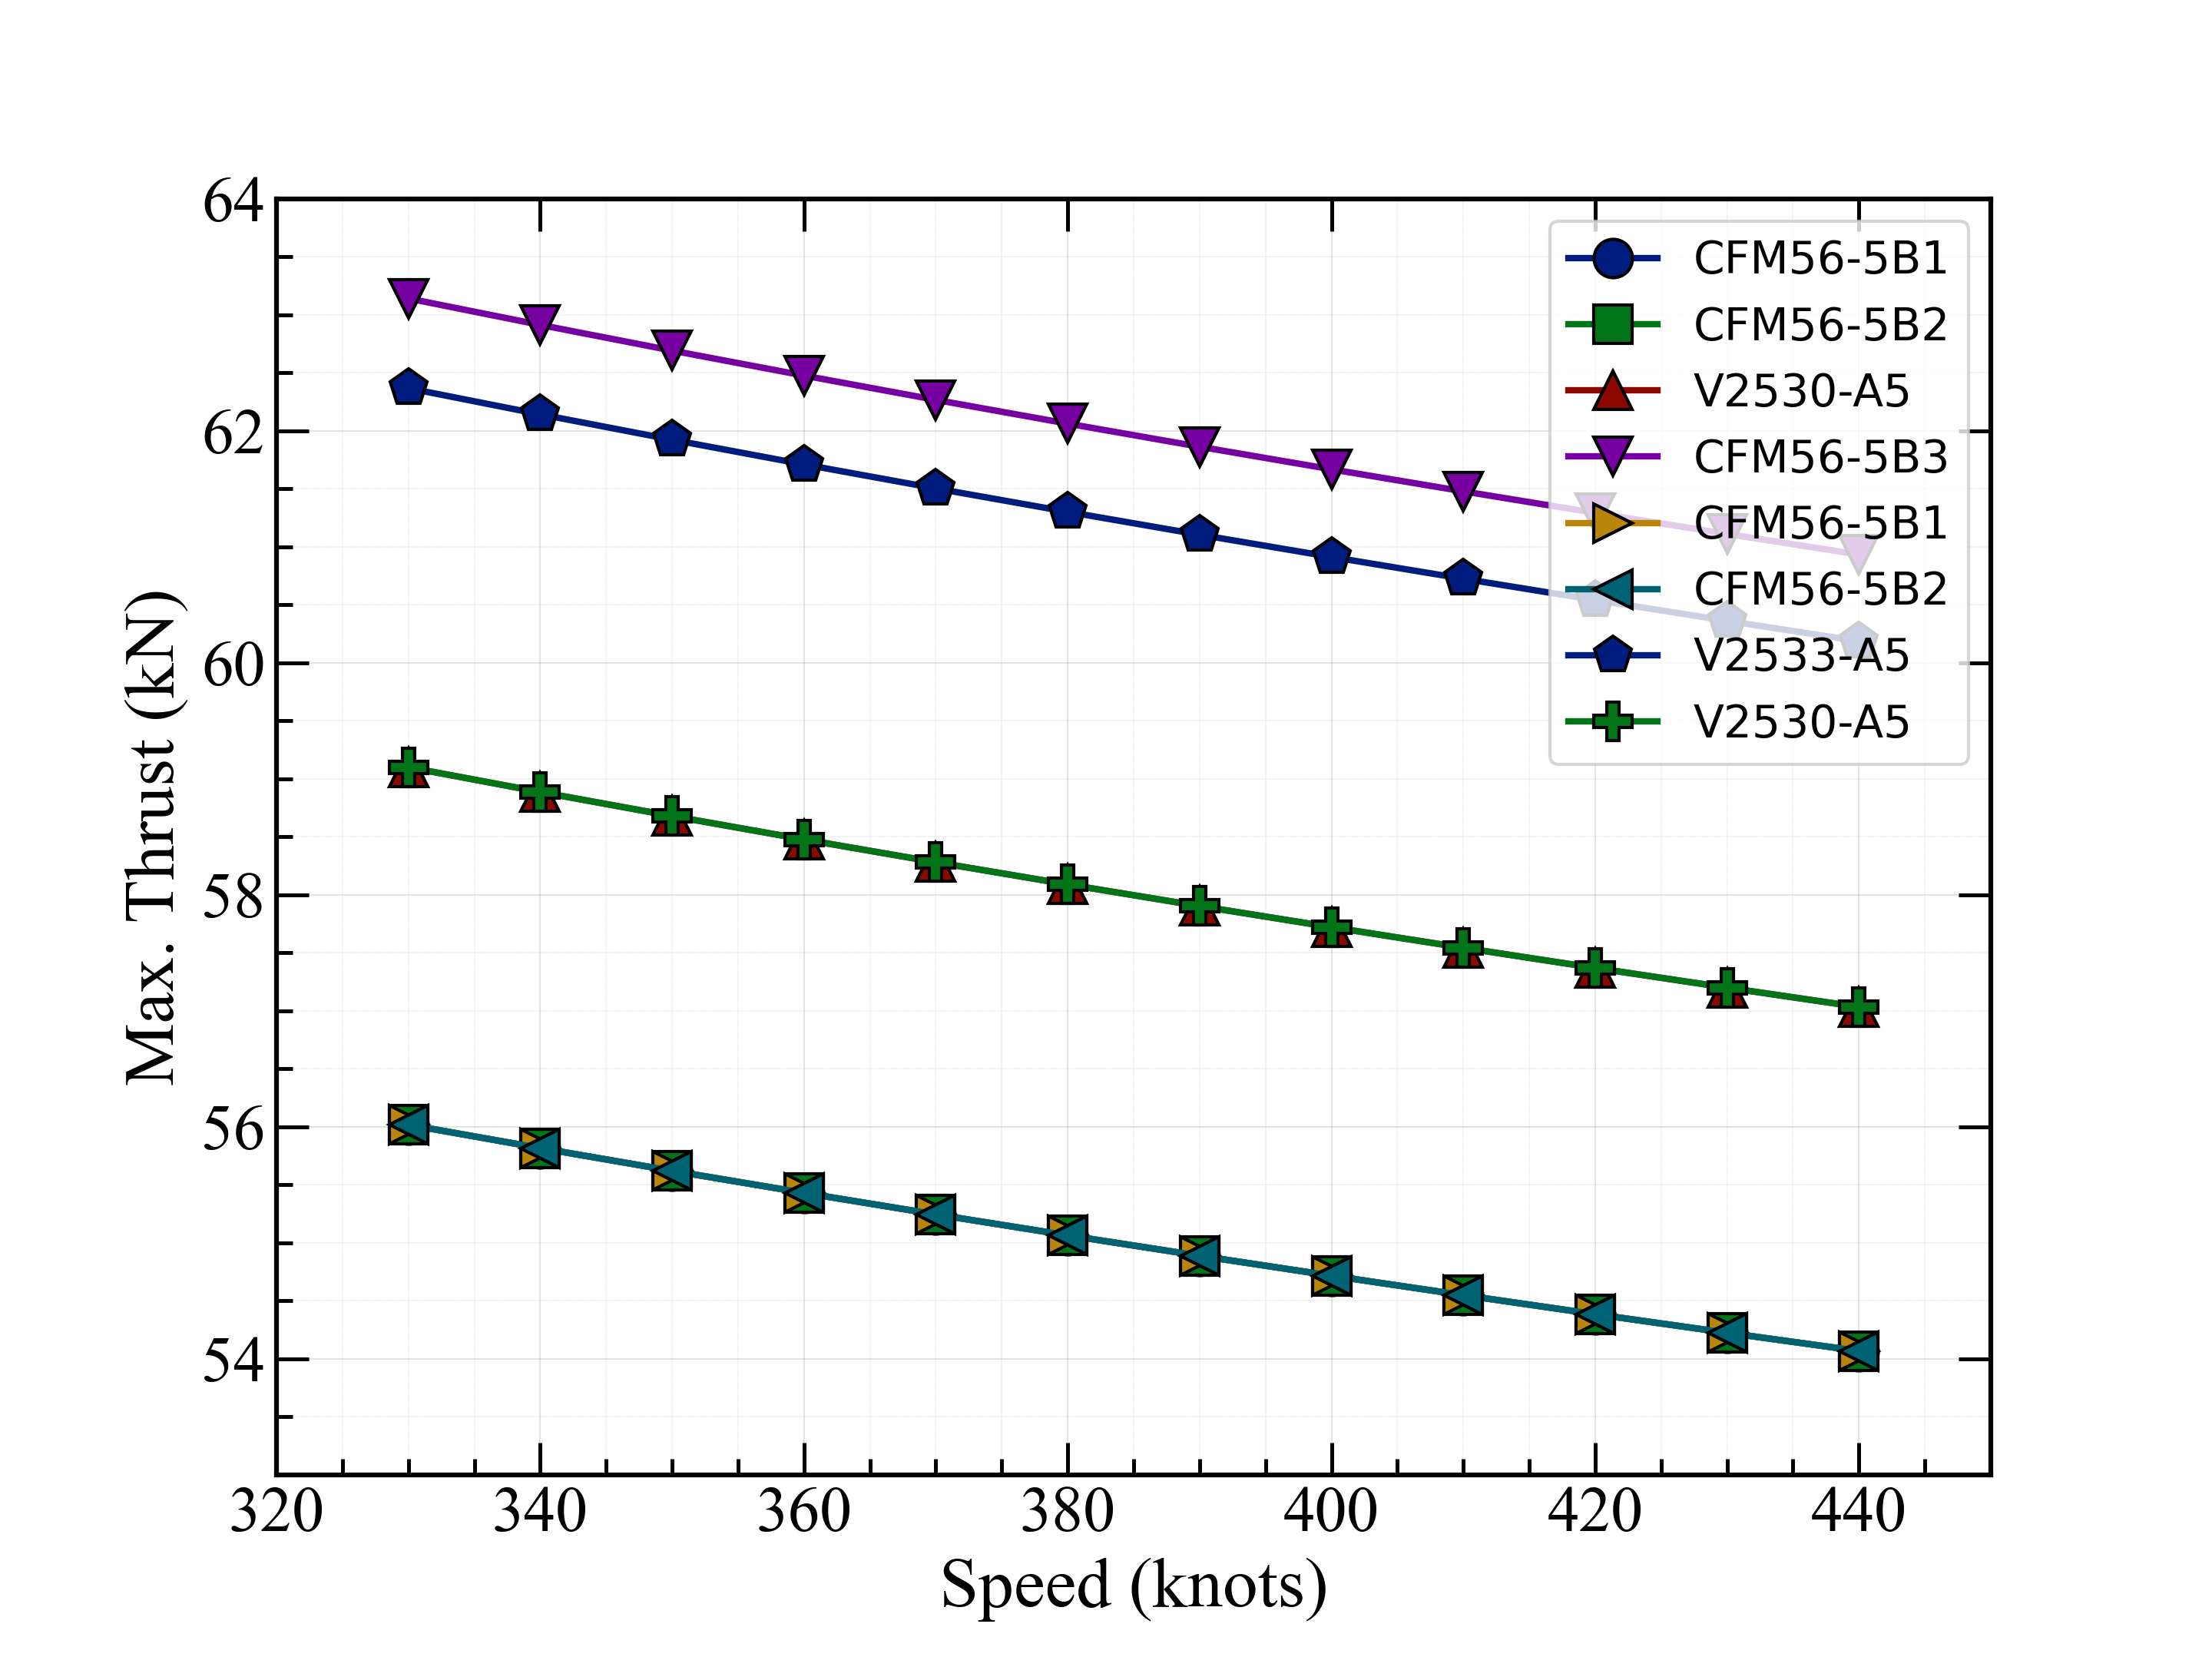 64
62
60
58
56
54
Max. Thrust (kN)
320 340 360 380 400 420 440
Speed (knots)
CFM56-5B1
CFM56-5B2
V2530-A5
CFM56-5B3
CFM56-5B1
CFM56-5B2
V2533-A5
V2530-A5